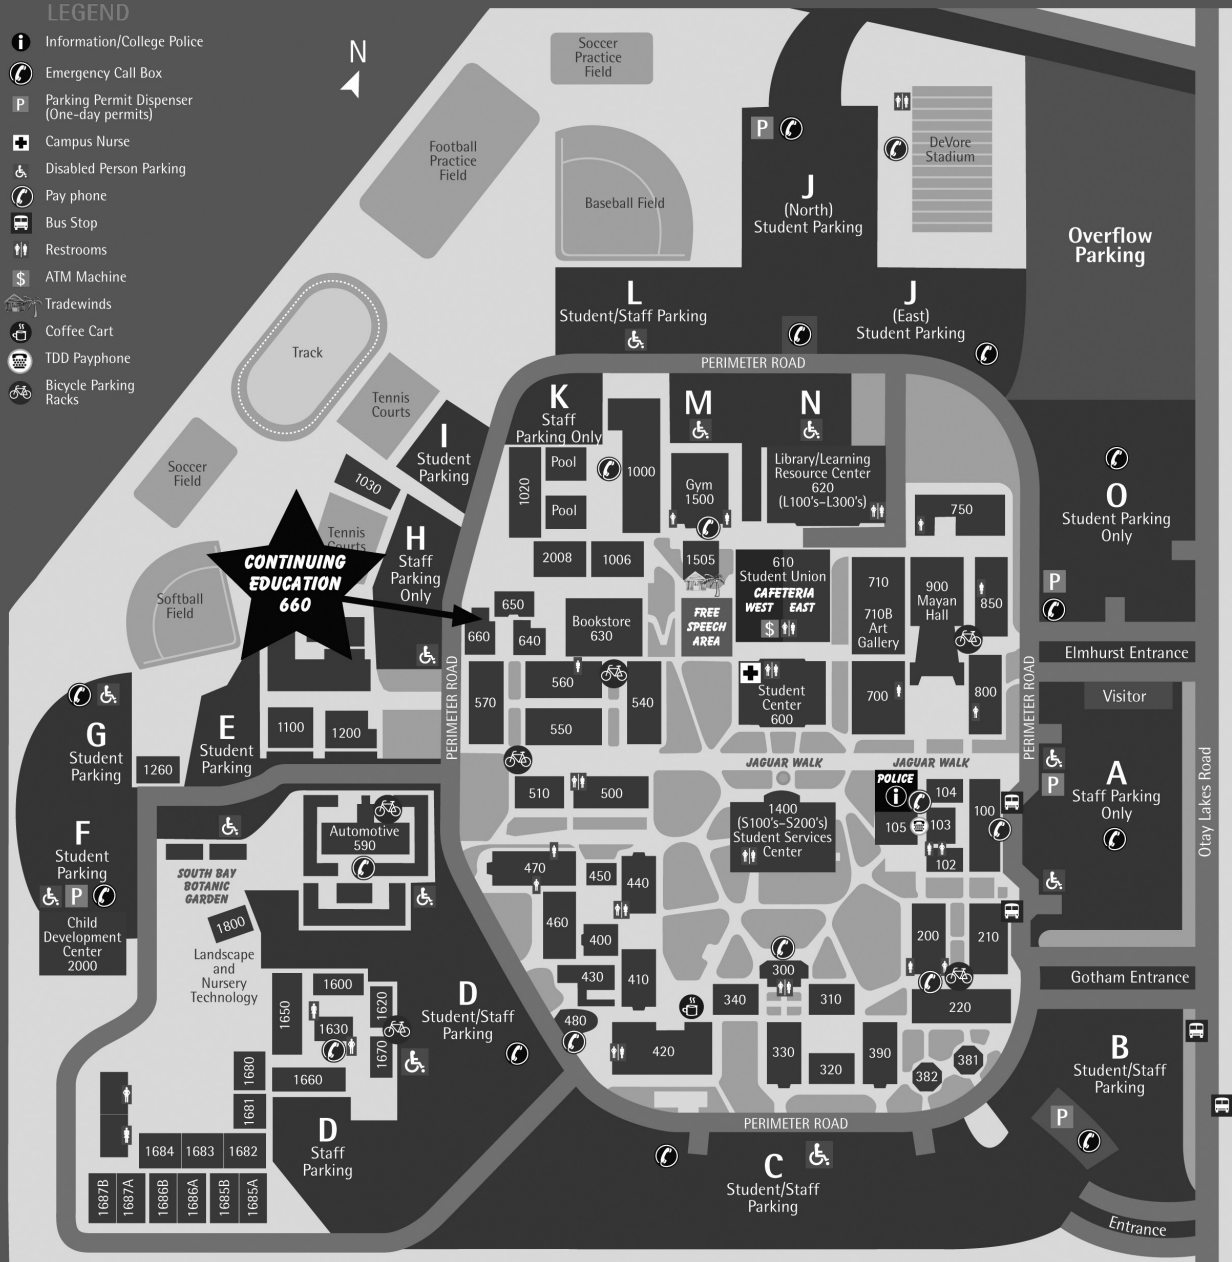 LEGEND
Information/College Police
Emergency Call Box
P
Parking Permit Dispenser
(One-day permits)
Campus Nurse
Disabled Person Parking
Pay phone
Bus Stop
Restrooms
$
ATM Machine
Tradewinds
Coffee Cart
TDD Payphone
Bicycle Parking
Racks
N
Soccer
Practice
Field
Football
Practice
Field
Baseball Field
P
J
(North)
Student Parking
DeVore
Stadium
Overflow
Parking
L
Student/Staff Parking
J
(East)
Student Parking
PERIMETER ROAD
Track
Tennis
Courts
Soccer
Field
I
Student
Parking
1030
K
Staff
Parking Only
Pool
Pool
1020
1000
M
N
Gym
1500
Library/Learning
Resource Center
620
(L100's-L300's)
750
O
Student Parking
Only
P
Tennis
Courts
H
Staff
Parking
Only
CONTINUING
EDUCATION
660
Softball
Field
2008
1006
1505
610
Student Union
CAFETERIA
WEST EAST
$
FREE
SPEECH
AREA
710
710B
Art
Gallery
900
Mayan
Hall
850
650
660
640
Bookstore
630
Elmhurst Entrance
PERIMETER ROAD
570
560
550
540
Student
Center
600
700
800
PERIMETER ROAD
Visitor
G
Student
Parking
E
Student
Parking
1100
1200
1260
JAGUAR WALK
JAGUAR WALK
P
A
Staff Parking
Only
Otay Lakes Road
510
500
POLICE
i
104
105
103
102
100
1400
(S100's-S200's)
Student Services
Center
F
Student
Parking
P
Child
Development
Center
2000
Automotive
590
SOUTH BAY
BOTANIC
GARDEN
1800
Landscape
and
Nursery
Technology
470
450
440
460
400
430
410
480
420
200
210
220
Gotham Entrance
300
340
310
330
320
390
381
382
1600
1650
1620
1630
1670
1660
1680
1681
1684
1683
1682
1687B
1687A
1686B
1686A
1685B
1685A
D
Student/Staff
Parking
D
Staff
Parking
B
Student/Staff
Parking
P
PERIMETER ROAD
C
Student/Staff
Parking
Entrance